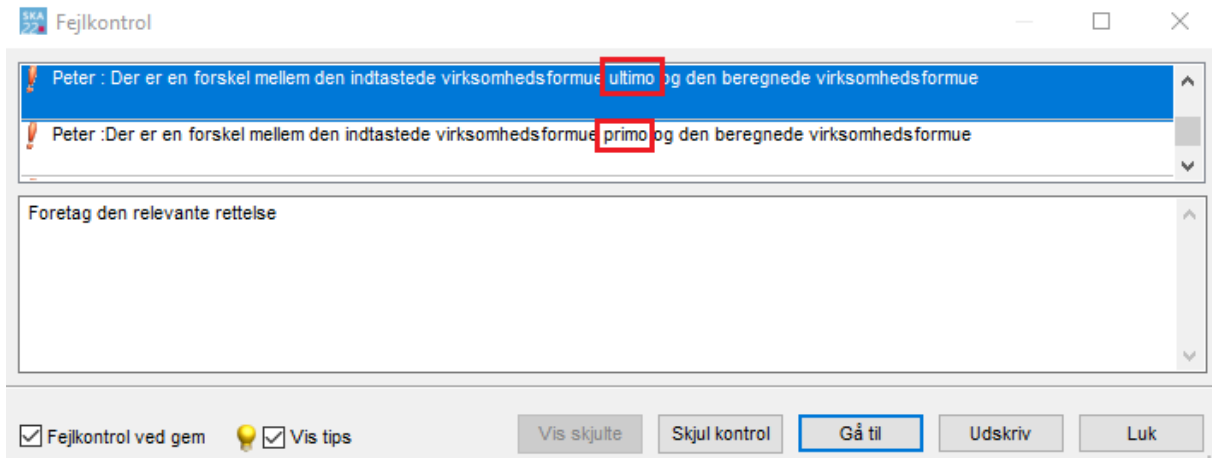 SKA 22 Fejlkontrol
Peter : Der er en forskel mellem den indtastede virksomhedsformue ultimo og den beregnede virksomhedsformue
Peter :Der er en forskel mellem den indtastede virksomhedsformue primo og den beregnede virksomhedsformue
Foretag den relevante rettelse
Fejlkontrol ved gem Vis tips Vis skjulte Skjul kontrol Gå til Udskriv Luk